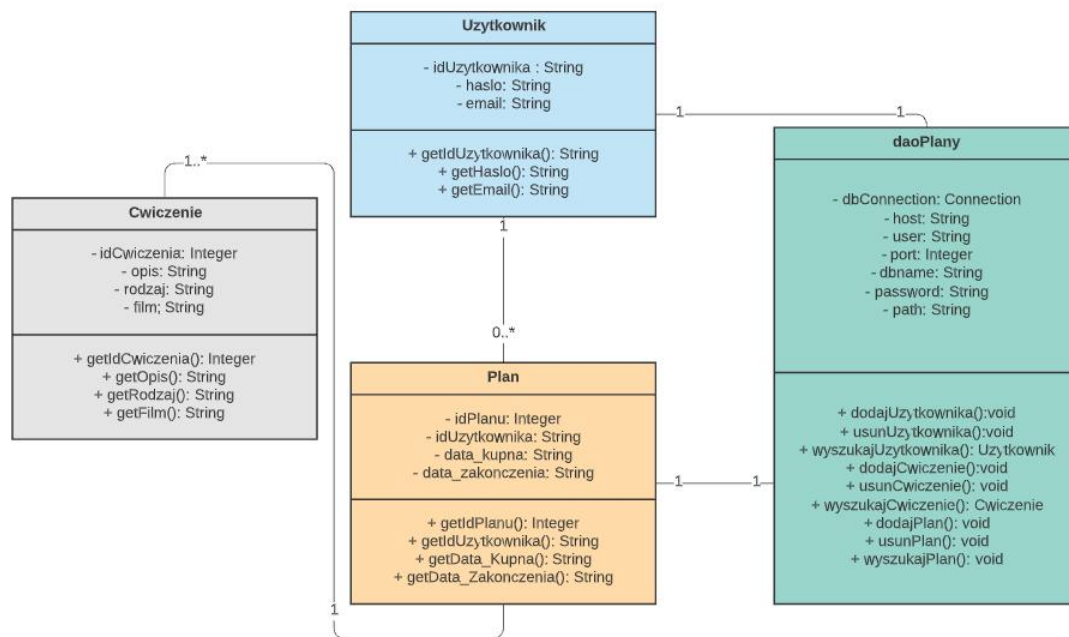 Uzytkownik
- idUzytkownika : String
- haslo: String
- email: String
+ getIdUzytkownika(): String
+ getHaslo(): String
+ getEmail(): String
1
1
daoPlany
- dbConnection: Connection
- host: String
- user: String
- port: Integer
- dbname: String
- password: String
- path: String
+ dodajUzytkownika():void
+ usunUzytkownika():void
+ wyszukajUzytkownika(): Uzytkownik
+ dodajCwiczenie():void
+ usunCwiczenie(): void
+ wyszukajCwiczenie(): Cwiczenie
+ dodajPlan(): void
+ usunPlan(): void
+ wyszukajPlan(): void
1..*
Cwiczenie
- idCwiczenia: Integer
- opis: String
- rodzaj: String
- film; String
+ getIdCwiczenia(): Integer
+ getOpis(): String
+ getRodzaj(): String
+ getFilm(): String
1
0..*
Plan
- idPlanu: Integer
- idUzytkownika: String
- data_kupna: String
- data_zakonczenia: String
+ getIdPlanu(): Integer
+ getIdUzytkownika(): String
+ getData_Kupna(): String
+ getData_Zakonczenia(): String
1
1
1